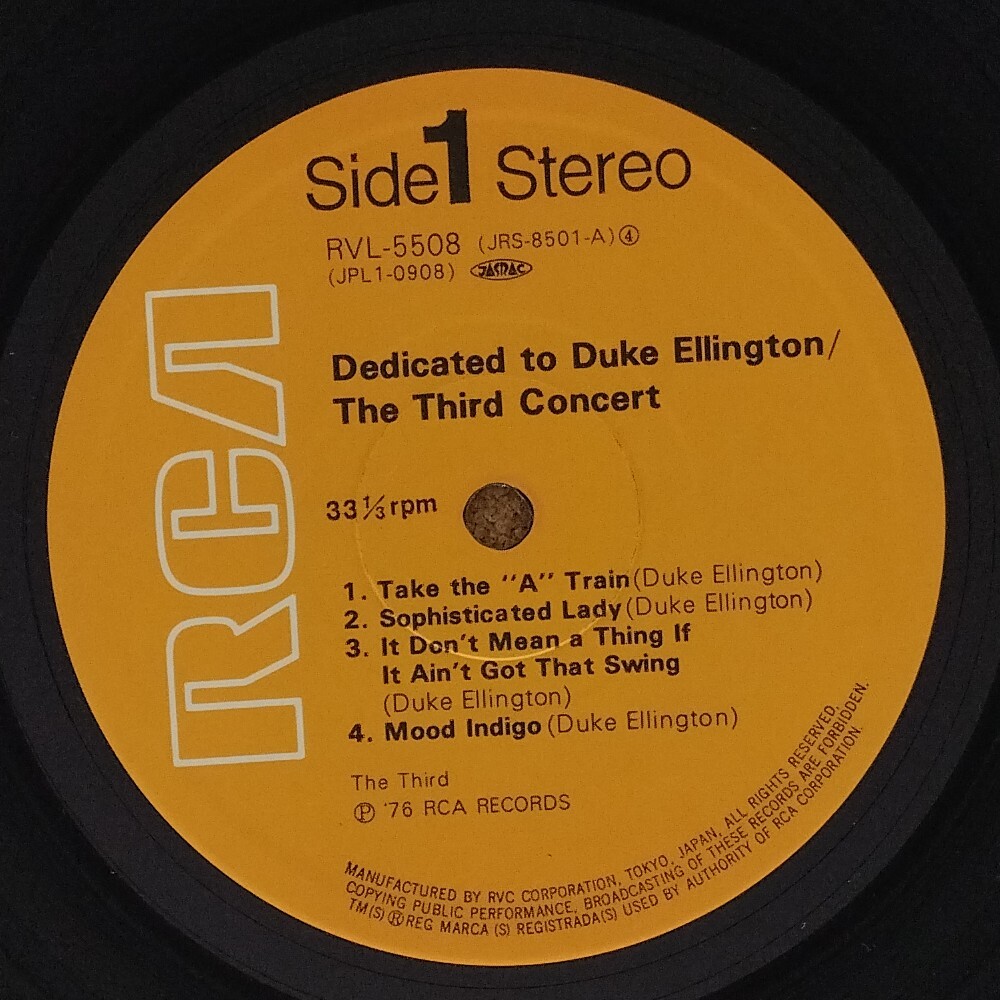 Side 1 Stereo
RVL-5508 (JRS-8501-A)④
(JPL1-0908) JASRAC
RCA
Dedicated to Duke Ellington/
The Third Concert
33⅓rpm
1. Take the "A" Train(Duke Ellington)
2. Sophisticated Lady(Duke Ellington)
3. It Don't Mean a Thing If
It Ain't Got That Swing
(Duke Ellington)
4. Mood Indigo(Duke Ellington)
The Third
Ⓟ '76 RCA RECORDS
MANUFACTURED BY RVC CORPORATION, TOKYO, JAPAN, ALL RIGHTS RESERVED,
COPYING PUBLIC PERFORMANCE, BROADCASTING OF THESE RECORDS ARE FORBIDDEN.
TM(S) ®REG MARCA (S) REGISTRADA(S) USED BY AUTHORITY OF RCA CORPORATION.